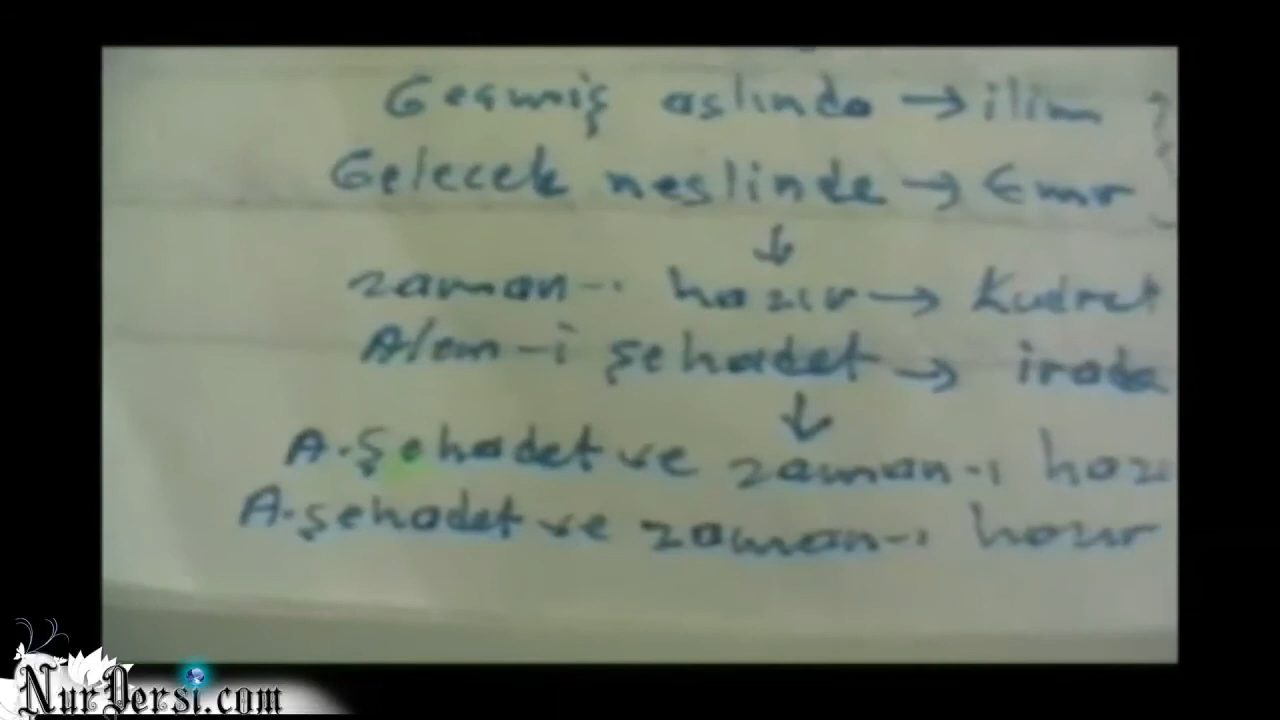 Geçmiş aslında → ilim }
Gelecek neslinde → Emr
↓
zaman-ı hazır → Kudret
Alem-i şehadet → irade
↓
A.Şehadet ve zaman-ı hazı
A.şehadet ve zaman-ı hazır
NurDersi.com